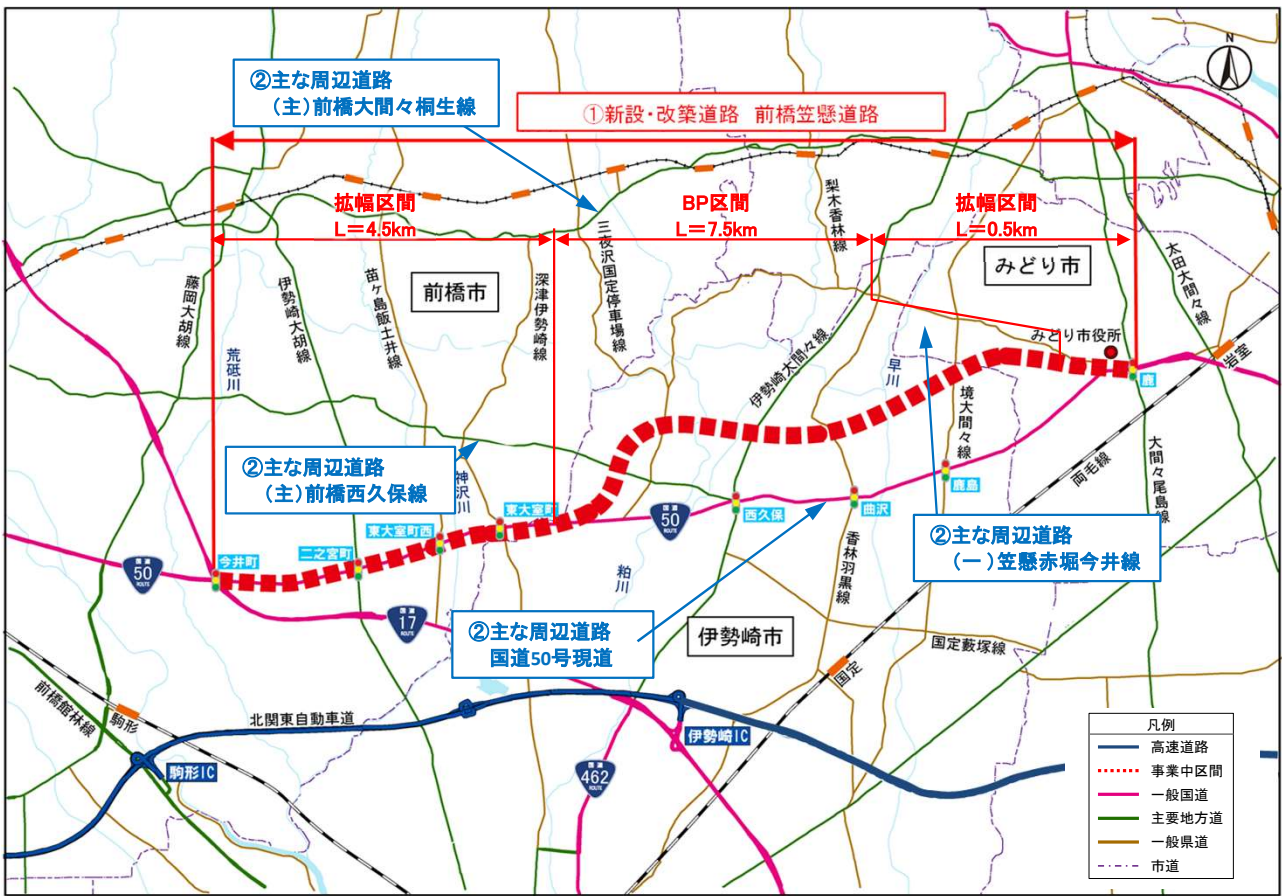 N
②主な周辺道路
(主)前橋大間々桐生線
①新設・改築道路 前橋笠懸道路
拡幅区間
L=4.5km
BP区間
L=7.5km
拡幅区間
L=0.5km
梨木香林線
三夜沢国定停車場線
前橋市
みどり市
太田大間々線
藤岡大胡線
伊勢崎大胡線
苗ヶ島飯土井線
深津伊勢崎線
伊勢崎大間々線
みどり市役所
岩宿
荒砥川
早川
境大間々線
鹿
両毛線
大間々尾島線
②主な周辺道路
(主)前橋西久保線
神沢川
東大室町
東大室町西
二之宮町
今井町
国道
50
ROUTE
国道
50
ROUTE
西久保
曲沢
鹿島
②主な周辺道路
(一)笠懸赤堀今井線
粕川
香林羽黒線
国道
17
ROUTE
②主な周辺道路
国道50号現道
伊勢崎市
国定藪塚線
国定
前橋館林線
駒形
北関東自動車道
伊勢崎IC
駒形IC
国道
462
ROUTE
凡例
高速道路
事業中区間
一般国道
主要地方道
一般県道
市道